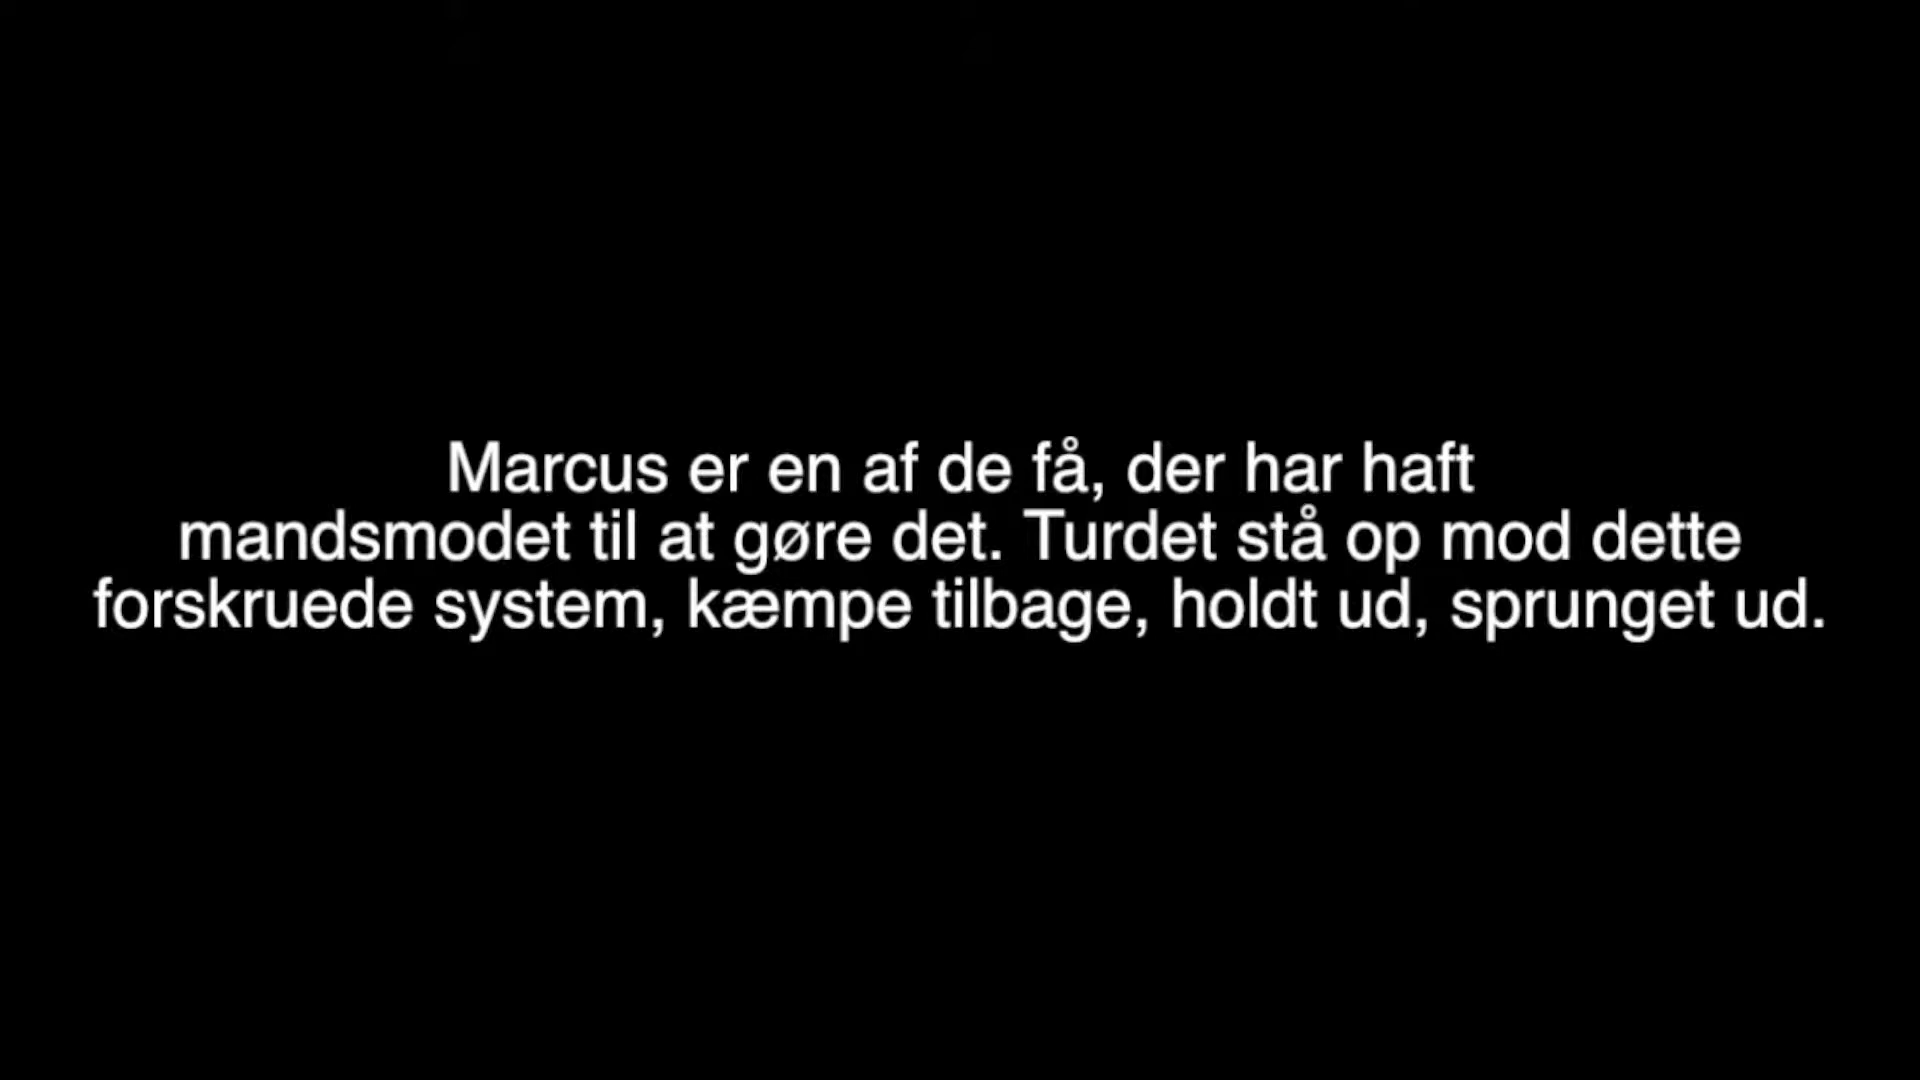 Marcus er en af de få, der har haft
mandsmodet til at gøre det. Turdet stå op mod dette
forskruede system, kæmpe tilbage, holdt ud, sprunget ud.